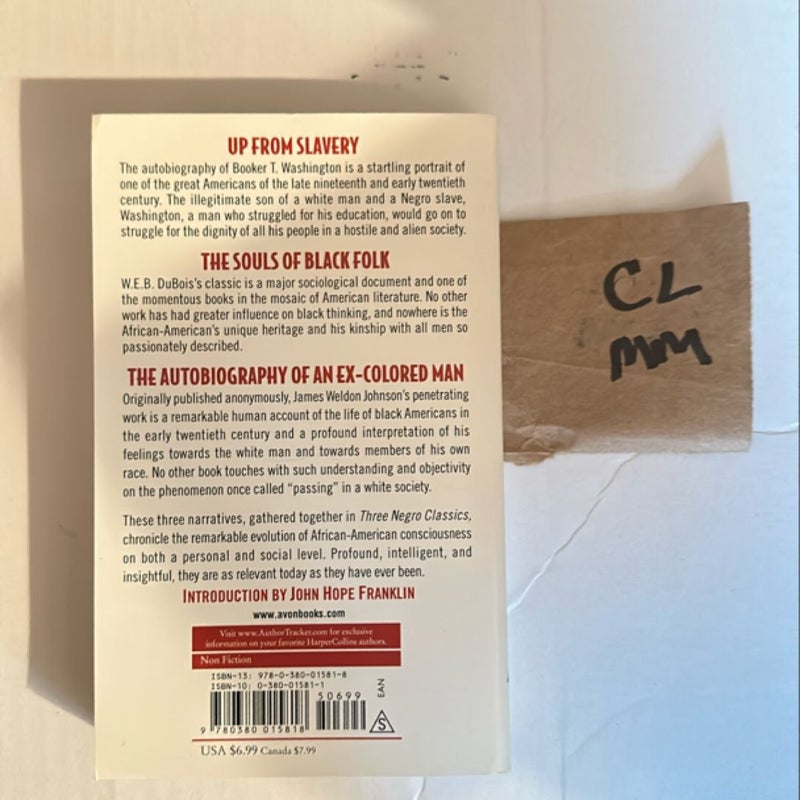 UP FROM SLAVERY
The autobiography of Booker T. Washington is a startling portrait of
one of the great Americans of the late nineteenth and early twentieth
century. The illegitimate son of a white man and a Negro slave,
Washington, a man who struggled for his education, would go on to
struggle for the dignity of all his people in a hostile and alien society.
THE SOULS OF BLACK FOLK
W.E.B. DuBois's classic is a major sociological document and one of
the momentous books in the mosaic of American literature. No other
work has had greater influence on black thinking, and nowhere is the
African-American's unique heritage and his kinship with all men so
passionately described.
THE AUTOBIOGRAPHY OF AN EX-COLORED MAN
Originally published anonymously, James Weldon Johnson's penetrating
work is a remarkable human account of the life of black Americans in
the early twentieth century and a profound interpretation of his
feelings towards the white man and towards members of his own
race. No other book touches with such understanding and objectivity
on the phenomenon once called "passing" in a white society.
These three narratives, gathered together in Three Negro Classics,
chronicle the remarkable evolution of African-American consciousness
on both a personal and social level. Profound, intelligent, and
insightful, they are as relevant today as they have ever been.
INTRODUCTION BY JOHN HOPE FRANKLIN
www.avonbooks.com
Visit www.AuthorTracker.com for exclusive
information on your favorite HarperCollins authors.
Non Fiction
ISBN-13: 978-0-380-01581-8
ISBN-10: 0-380-01581-1
50699
EAN
9 780380 015818
S
USA $6.99 Canada $7.99
CL
mm